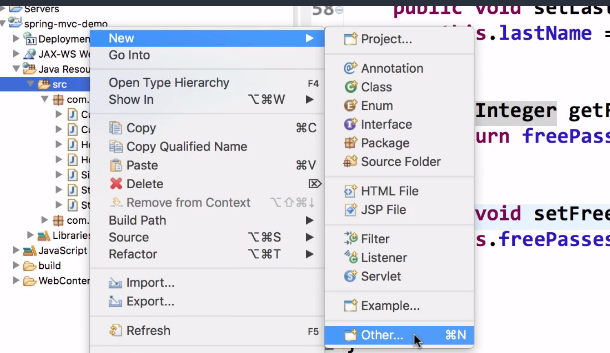 Servers
spring-mvc-demo
Deployment
JAX-WS We
Java Resou
src
com.
com.
Libraries
JavaScript
build
WebConten
New
Go Into
Open Type Hierarchy F4
Show In ⌥⌘W
Copy ⌘C
Copy Qualified Name
Paste ⌘V
Delete ⌦
Remove from Context ⌥⇧⌘↓
Build Path
Source ⌥⌘S
Refactor ⌥⌘T
Import...
Export...
Refresh F5
Project...
Annotation
Class
Enum
Interface
Package
Source Folder
HTML File
JSP File
Filter
Listener
Servlet
Example...
Other... ⌘N
58 public void setLast
this.lastName =
Integer getF
urn freePass
void setFree
s.freePasses